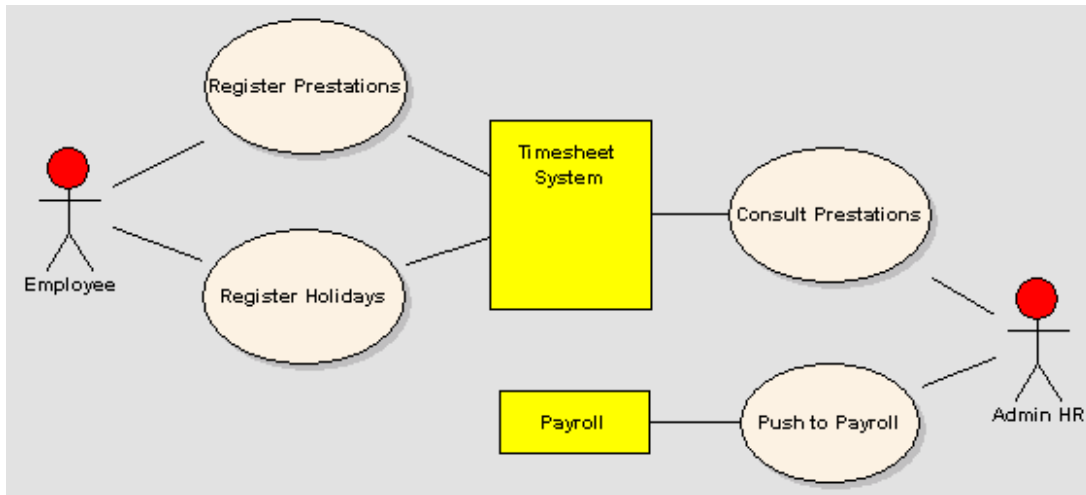 Register Prestations
Timesheet
System
Consult Prestations
Employee
Register Holidays
Payroll
Push to Payroll
Admin HR